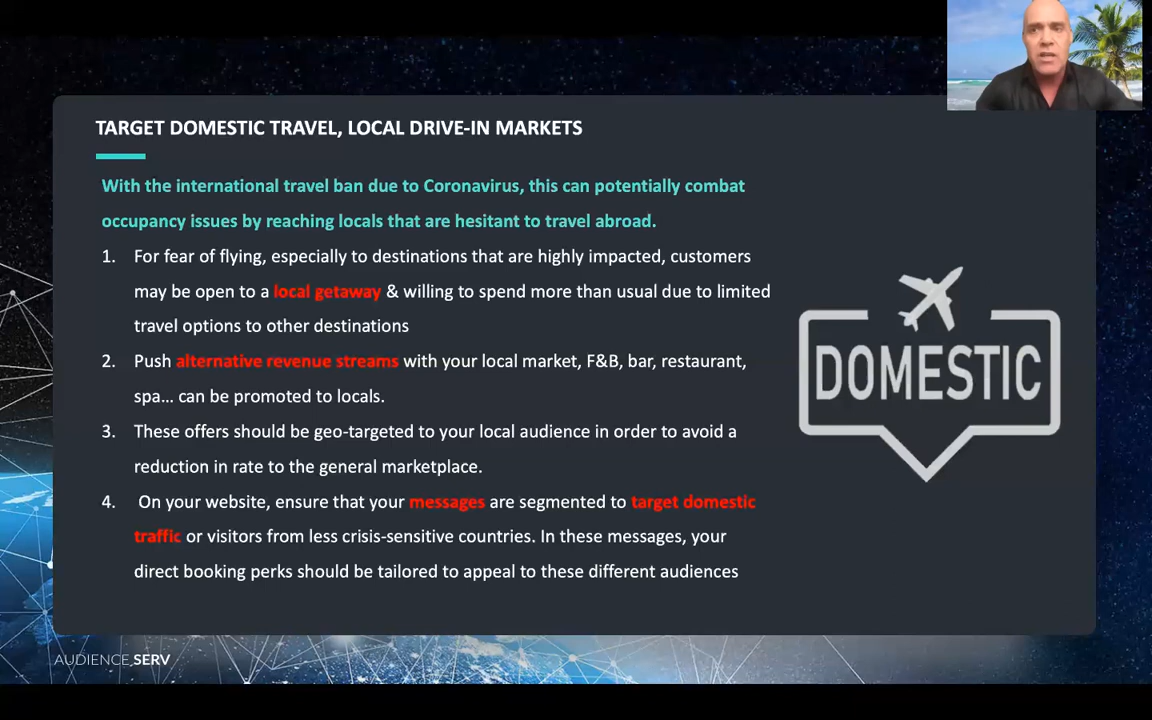 TARGET DOMESTIC TRAVEL, LOCAL DRIVE-IN MARKETS
With the international travel ban due to Coronavirus, this can potentially combat
occupancy issues by reaching locals that are hesitant to travel abroad.
1. For fear of flying, especially to destinations that are highly impacted, customers
may be open to a local getaway & willing to spend more than usual due to limited
travel options to other destinations
2. Push alternative revenue streams with your local market, F&B, bar, restaurant,
spa... can be promoted to locals.
3. These offers should be geo-targeted to your local audience in order to avoid a
reduction in rate to the general marketplace.
4. On your website, ensure that your messages are segmented to target domestic
traffic or visitors from less crisis-sensitive countries. In these messages, your
direct booking perks should be tailored to appeal to these different audiences
DOMESTIC
AUDIENCE SERV